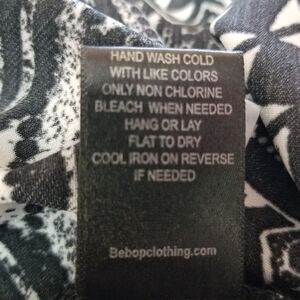 HAND WASH COLD
WITH LIKE COLORS
ONLY NON CHLORINE
BLEACH WHEN NEEDED
HANG OR LAY
FLAT TO DRY
COOL IRON ON REVERSE
IF NEEDED
Bebopclothing.com